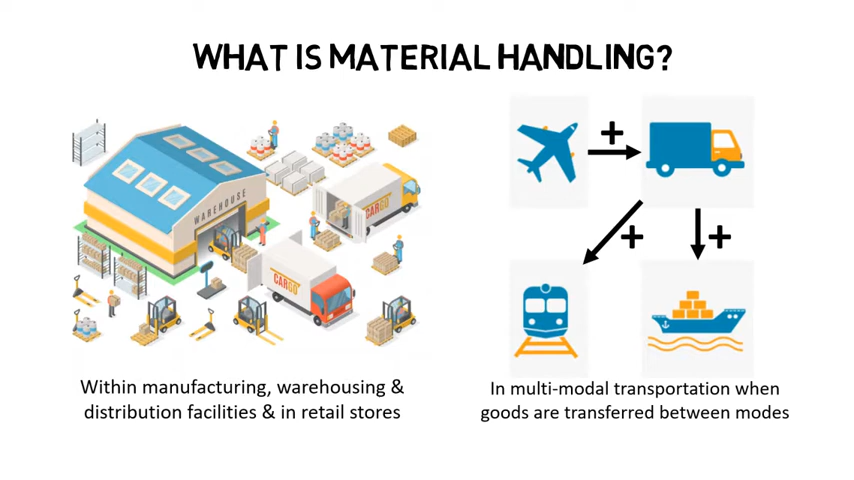 WHAT IS MATERIAL HANDLING?
WAREHOUSE
CARGO
CARGO
+
+
+
Within manufacturing, warehousing &
distribution facilities & in retail stores
In multi-modal transportation when
goods are transferred between modes